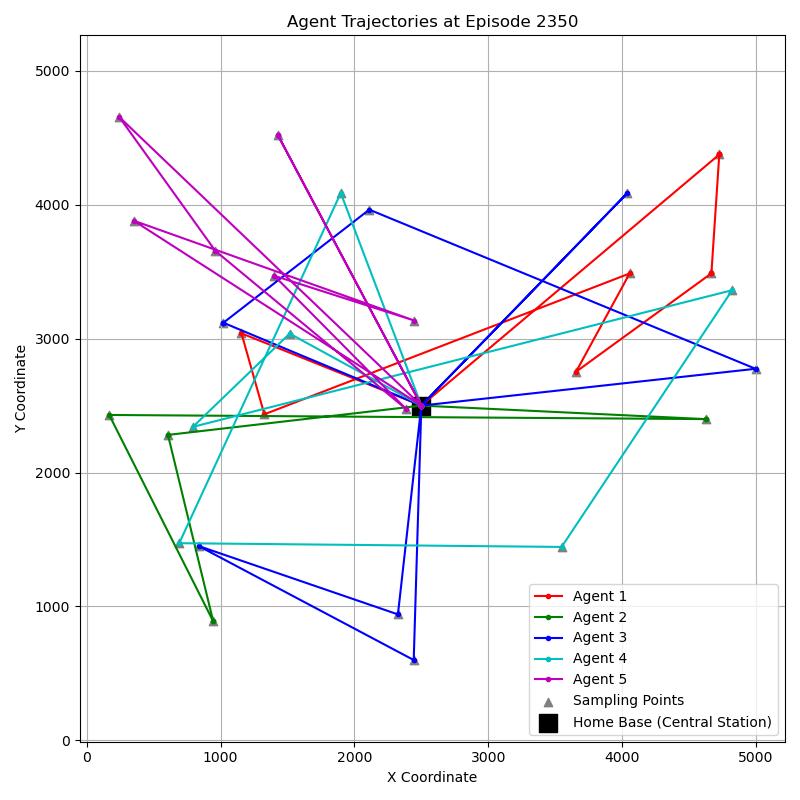 Agent Trajectories at Episode 2350
Y Coordinate
5000
4000
3000
2000
1000
0
0 1000 2000 3000 4000 5000
X Coordinate
Agent 1
Agent 2
Agent 3
Agent 4
Agent 5
Sampling Points
Home Base (Central Station)